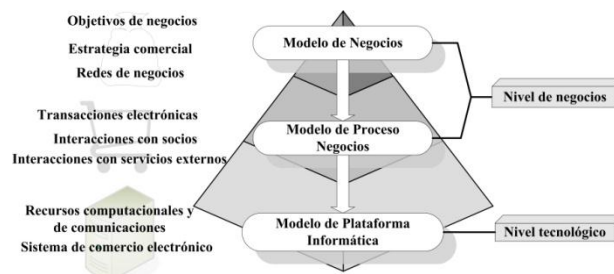 Objetivos de negocios
Estrategia comercial
Redes de negocios
Modelo de Negocios
Transacciones electrónicas
Interacciones con socios
Interacciones con servicios externos
Modelo de Proceso
Negocios
Nivel de negocios
Recursos computacionales y
de comunicaciones
Sistema de comercio electrónico
Modelo de Plataforma
Informática
Nivel tecnológico